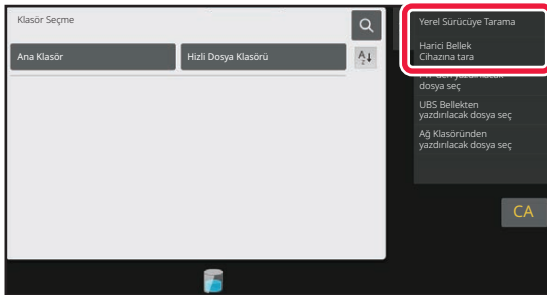 Klasör Seçme
Ana Klasör
Hizli Dosya Klasörü
A
Z
Yerel Sürücüye Tarama
Harici Bellek
Cihazına tara
dosya seç
UBS Bellekten
yazdırılacak dosya seç
Ağ Klasöründen
yazdırılacak dosya seç
CA